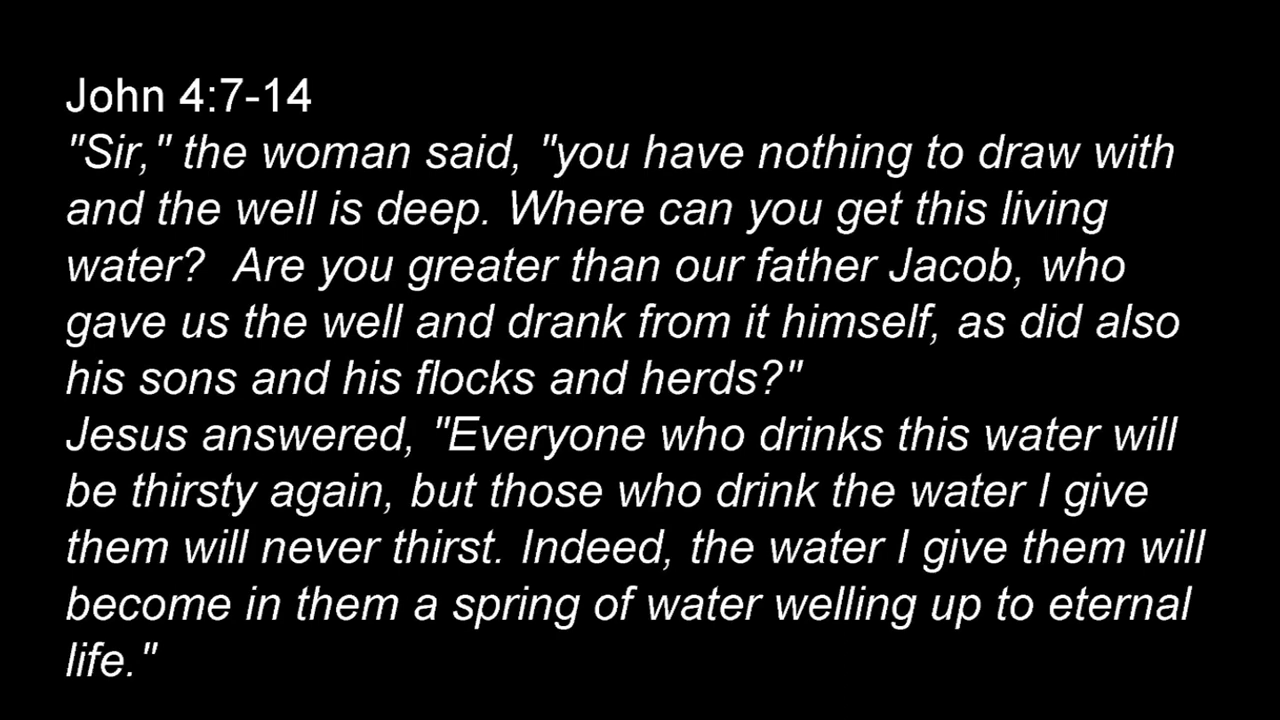 John 4:7-14
"Sir," the woman said, "you have nothing to draw with
and the well is deep. Where can you get this living
water?  Are you greater than our father Jacob, who
gave us the well and drank from it himself, as did also
his sons and his flocks and herds?"
Jesus answered, "Everyone who drinks this water will
be thirsty again, but those who drink the water I give
them will never thirst. Indeed, the water I give them will
become in them a spring of water welling up to eternal
life."